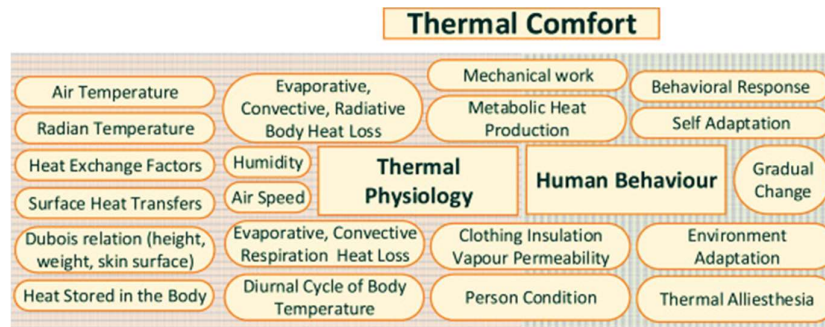 Thermal Comfort
Air Temperature
Radian Temperature
Heat Exchange Factors
Surface Heat Transfers
Dubois relation (height,
weight, skin surface)
Heat Stored in the Body
Evaporative,
Convective, Radiative
Body Heat Loss
Humidity
Air Speed
Evaporative, Convective
Respiration Heat Loss
Diurnal Cycle of Body
Temperature
Thermal
Physiology
Mechanical work
Metabolic Heat
Production
Human Behaviour
Clothing Insulation
Vapour Permeability
Person Condition
Behavioral Response
Self Adaptation
Gradual
Change
Environment
Adaptation
Thermal Alliesthesia